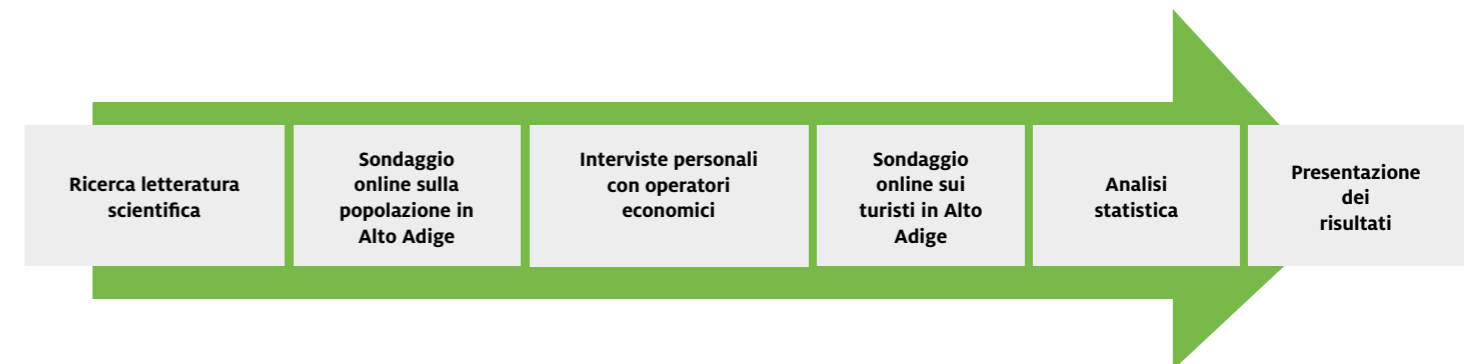 Ricerca letteratura
scientifica
Sondaggio
online sulla
popolazione in
Alto Adige
Interviste personali
con operatori
economici
Sondaggio
online sui
turisti in Alto
Adige
Analisi
statistica
Presentazione
dei
risultati